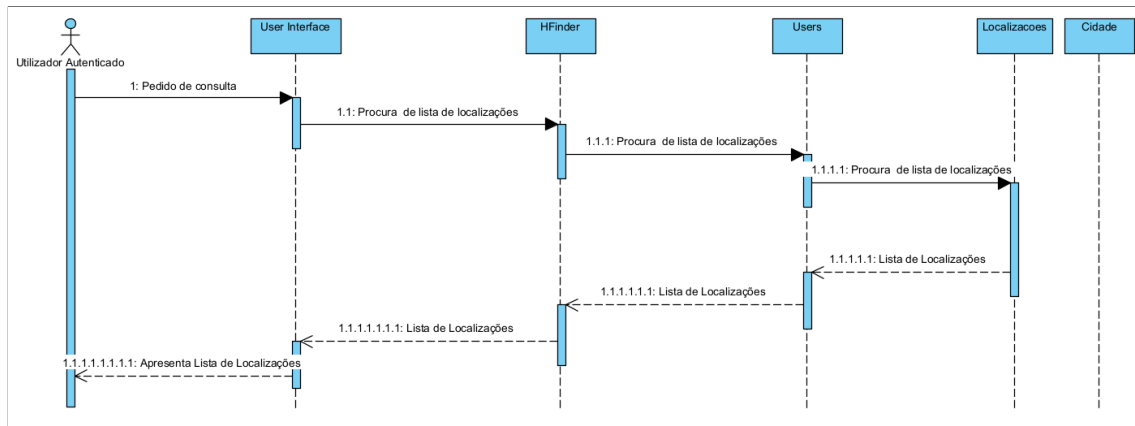 User Interface
HFinder
Users
Localizacoes
Cidade
Utilizador Autenticado
1: Pedido de consulta
1.1: Procura de lista de localizações
1.1.1: Procura de lista de localizações
1.1.1.1: Procura de lista de localizações
1.1.1.1.1: Lista de Localizações
1.1.1.1.1.1: Lista de Localizações
1.1.1.1.1.1.1: Lista de Localizações
1.1.1.1.1.1.1.1: Apresenta Lista de Localizações